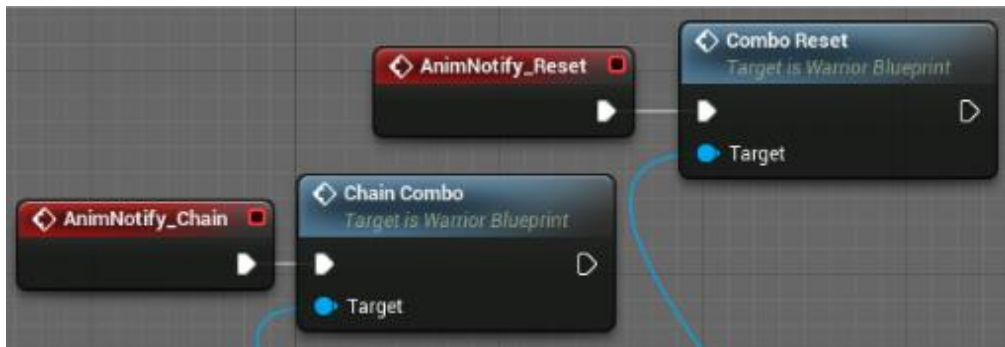 AnimNotify_Reset
Combo Reset
Target is Warrior Blueprint
Target
AnimNotify_Chain
Chain Combo
Target is Warrior Blueprint
Target